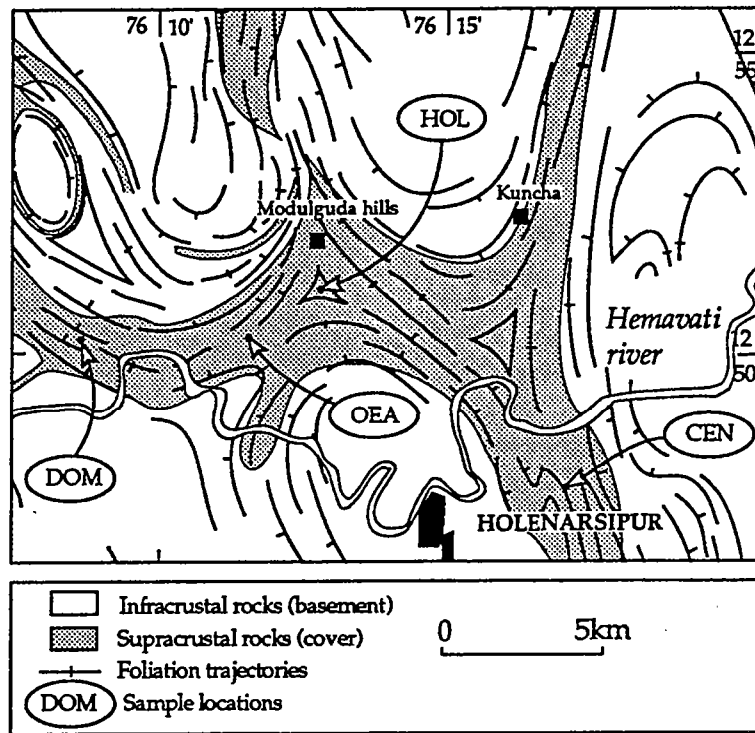 76 10'
76 15'
12
55
HOL
Modulguda hills
Kuncha
Hemavati
river
12
50
OEA
DOM
CEN
HOLENARSIPUR
Infracrustal rocks (basement)
Supracrustal rocks (cover)
0 5km
Foliation trajectories
DOM Sample locations